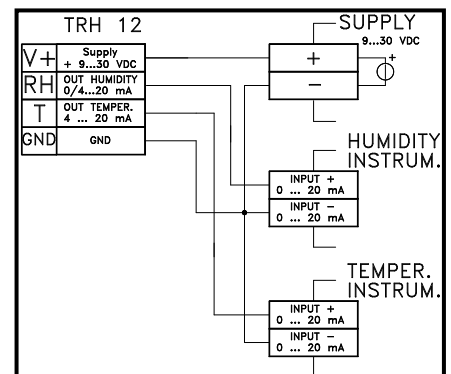 TRH 12
V+
Supply
+ 9...30 VDC
RH
OUT HUMIDITY
0/4...20 mA
T
OUT TEMPER.
4 ... 20 mA
GND
GND
SUPPLY
9...30 VDC
+
+
−
HUMIDITY
INSTRUM.
INPUT +
0 ... 20 mA
INPUT −
0 ... 20 mA
TEMPER.
INSTRUM.
INPUT +
0 ... 20 mA
INPUT −
0 ... 20 mA